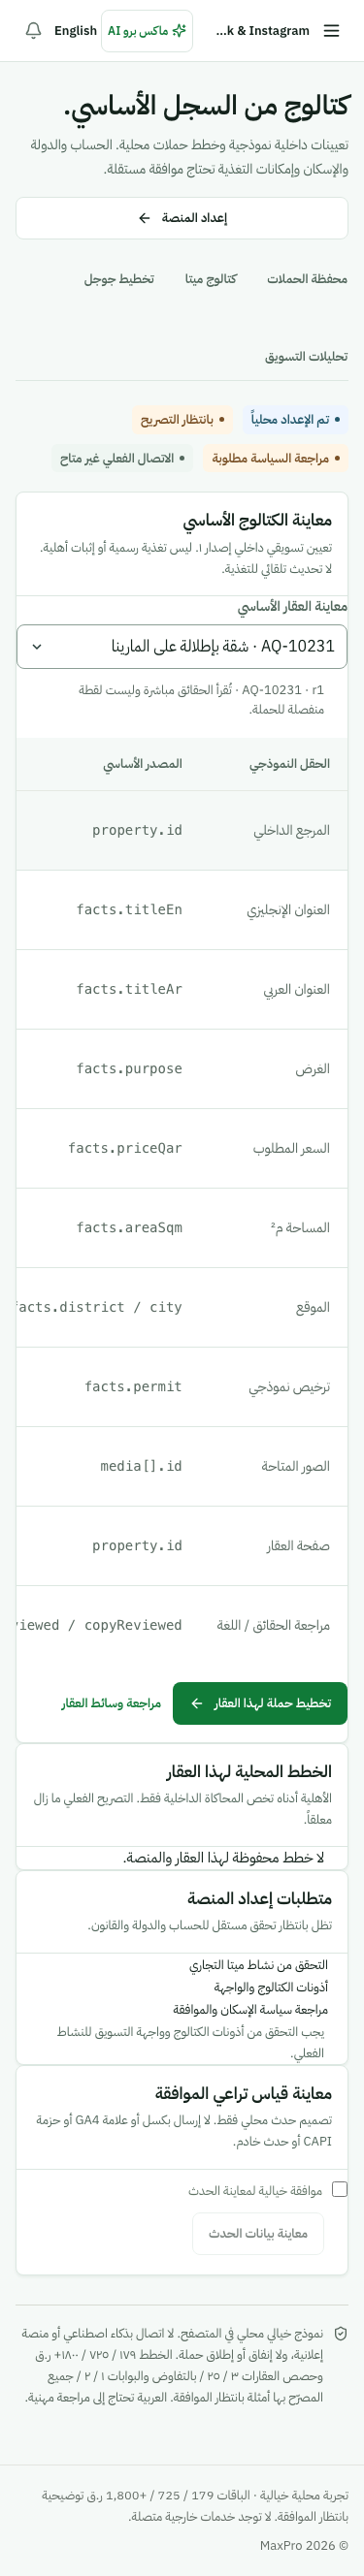 ...k & Instagram
ماكس برو AI
English
كتالوج من السجل الأساسي.
تعيينات داخلية نموذجية وخطط حملات محلية. الحساب والدولة
والإسكان وإمكانات التغذية تحتاج موافقة مستقلة.
إعداد المنصة ←
محفظة الحملات
كتالوج ميتا
تخطيط جوجل
تحليلات التسويق
• تم الإعداد محلياً
• بانتظار التصريح
• مراجعة السياسة مطلوبة
• الاتصال الفعلي غير متاح
معاينة الكتالوج الأساسي
تعيين تسويقي داخلي إصدار ١. ليس تغذية رسمية أو إثبات أهلية.
لا تحديث تلقائي للتغذية.
معاينة العقار الأساسي
AQ-10231 · شقة بإطلالة على المارينا
AQ-10231 · r1 · تُقرأ الحقائق مباشرة وليست لقطة
منفصلة للحملة.
الحقل النموذجي المصدر الأساسي
المرجع الداخلي property.id
العنوان الإنجليزي facts.titleEn
العنوان العربي facts.titleAr
الغرض facts.purpose
السعر المطلوب facts.priceQar
المساحة م² facts.areaSqm
الموقع facts.district / city
ترخيص نموذجي facts.permit
الصور المتاحة media[].id
صفحة العقار property.id
مراجعة الحقائق / اللغة viewed / copyReviewed
تخطيط حملة لهذا العقار ←
مراجعة وسائط العقار
الخطط المحلية لهذا العقار
الأهلية أدناه تخص المحاكاة الداخلية فقط. التصريح الفعلي ما زال
معلقاً.
لا خطط محفوظة لهذا العقار والمنصة.
متطلبات إعداد المنصة
تظل بانتظار تحقق مستقل للحساب والدولة والقانون.
التحقق من نشاط ميتا التجاري
أذونات الكتالوج والواجهة
مراجعة سياسة الإسكان والموافقة
يجب التحقق من أذونات الكتالوج وواجهة التسويق للنشاط
الفعلي.
معاينة قياس تراعي الموافقة
تصميم حدث محلي فقط. لا إرسال بكسل أو علامة GA4 أو حزمة
CAPI أو حدث خادم.
موافقة خيالية لمعاينة الحدث
معاينة بيانات الحدث
نموذج خيالي محلي في المتصفح. لا اتصال بذكاء اصطناعي أو منصة
إعلانية، ولا إنفاق أو إطلاق حملة. الخطط ١٧٩ / ٧٢٥ / ١٨٠٠+ ر.ق
وحصص العقارات ٣ / ٢٥ / بالتفاوض والبوابات ١ / ٢ / جميع
المصرّح بها أمثلة بانتظار الموافقة. العربية تحتاج إلى مراجعة مهنية.
تجربة محلية خيالية · الباقات 179 / 725 / +1,800 ر.ق توضيحية
بانتظار الموافقة. لا توجد خدمات خارجية متصلة.
© 2026 MaxPro